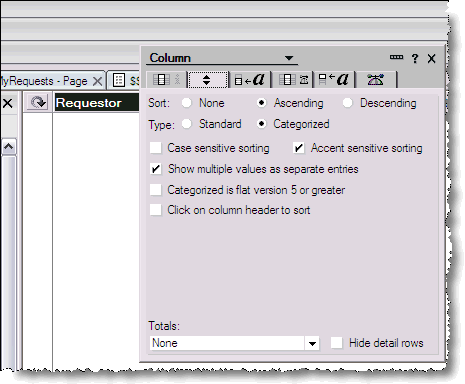 Column
?
MyRequests - Page
Requestor
Sort: None Ascending Descending
Type: Standard Categorized
Case sensitive sorting Accent sensitive sorting
Show multiple values as separate entries
Categorized is flat version 5 or greater
Click on column header to sort
Totals:
None Hide detail rows